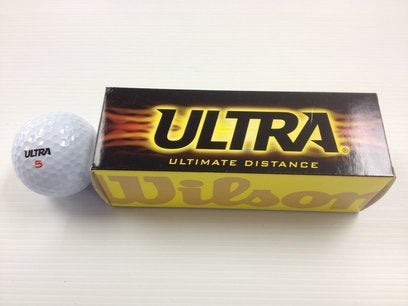 ULTRA
5
ULTRA®
ULTIMATE DISTANCE
Wilson